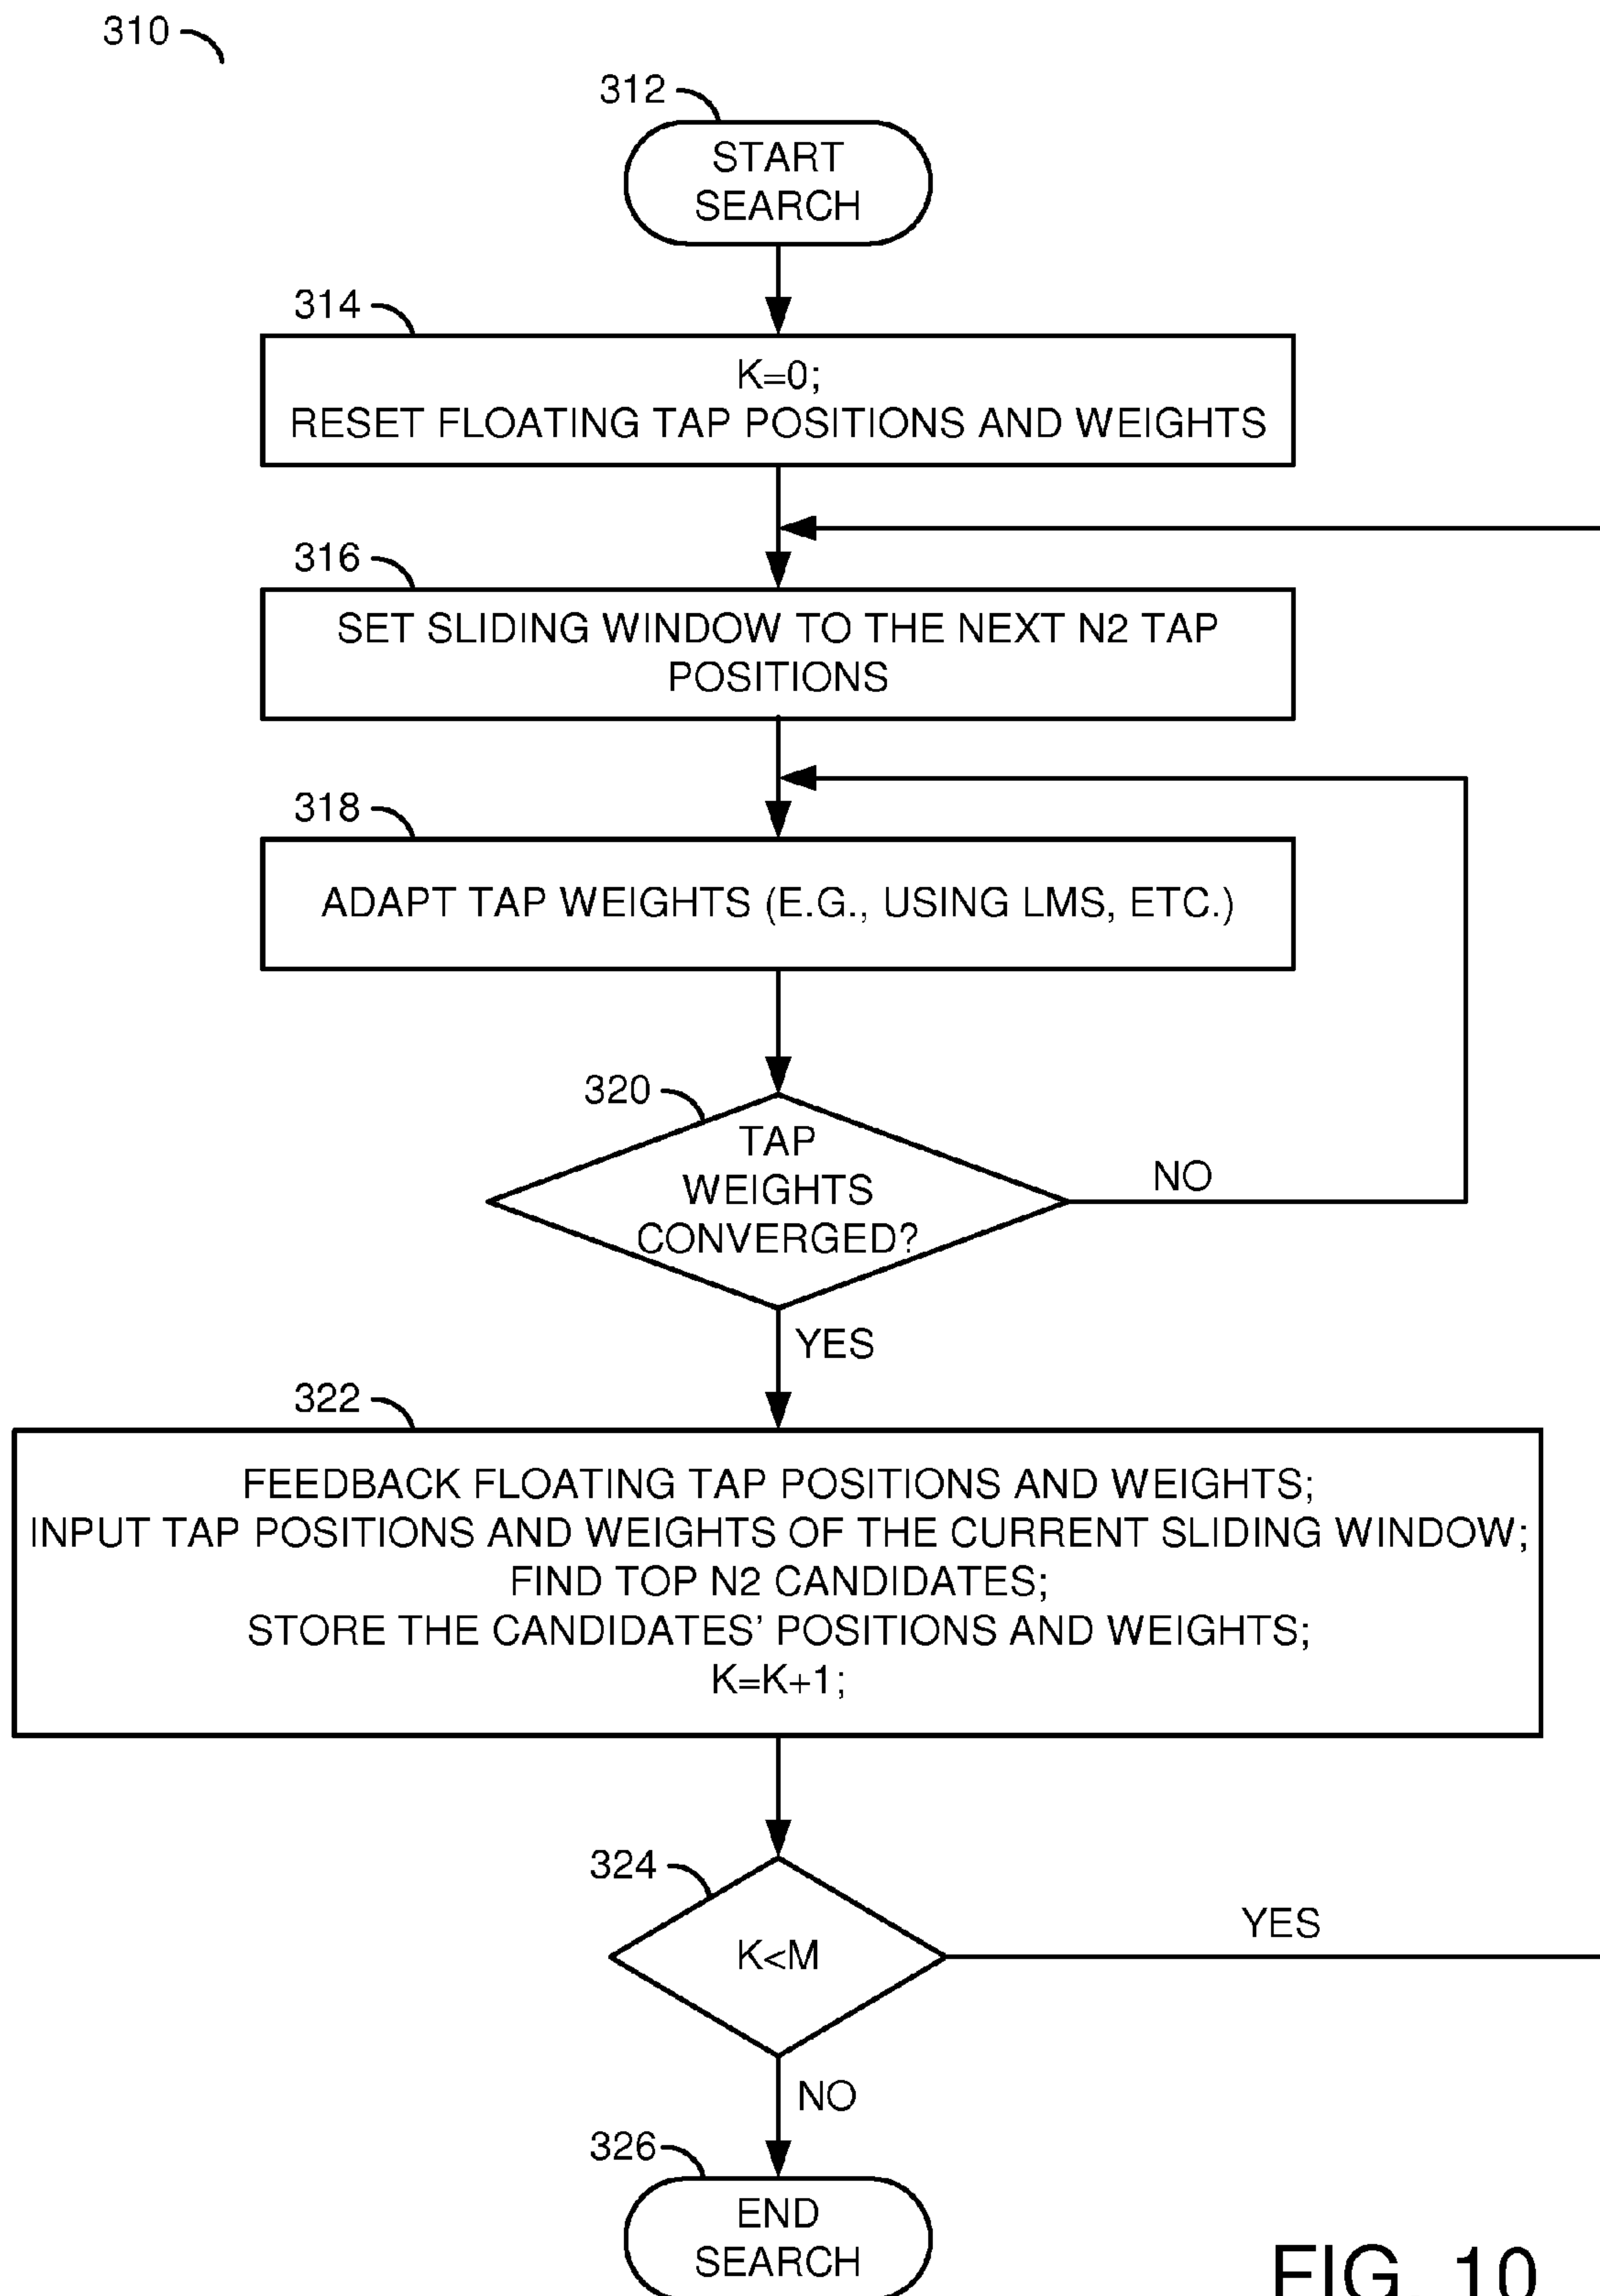 310
312
START
SEARCH
314
K=0;
RESET FLOATING TAP POSITIONS AND WEIGHTS
316
SET SLIDING WINDOW TO THE NEXT N2 TAP
POSITIONS
318
ADAPT TAP WEIGHTS (E.G., USING LMS, ETC.)
320
TAP
WEIGHTS
CONVERGED?
NO
YES
322
FEEDBACK FLOATING TAP POSITIONS AND WEIGHTS;
INPUT TAP POSITIONS AND WEIGHTS OF THE CURRENT SLIDING WINDOW;
FIND TOP N2 CANDIDATES;
STORE THE CANDIDATES' POSITIONS AND WEIGHTS;
K=K+1;
324
K<M
YES
NO
326
END
SEARCH
FIG. 10